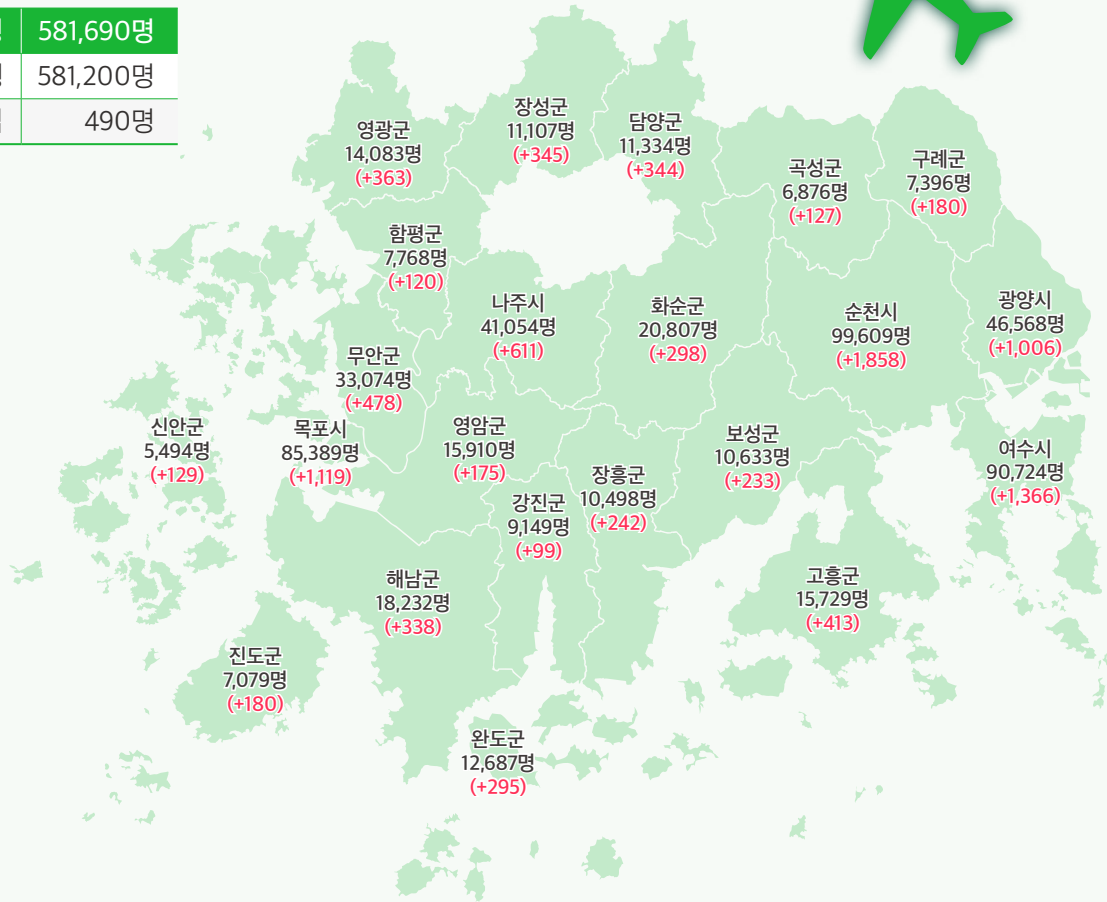 581,690명
581,200명
490명
장성군
11,107명
(+345)
담양군
11,334명
(+344)
영광군
14,083명
(+363)
곡성군
6,876명
(+127)
구례군
7,396명
(+180)
함평군
7,768명
(+120)
나주시
41,054명
(+611)
화순군
20,807명
(+298)
순천시
99,609명
(+1,858)
광양시
46,568명
(+1,006)
무안군
33,074명
(+478)
신안군
5,494명
(+129)
목포시
85,389명
(+1,119)
영암군
15,910명
(+175)
보성군
10,633명
(+233)
여수시
90,724명
(+1,366)
장흥군
10,498명
(+242)
강진군
9,149명
(+99)
해남군
18,232명
(+338)
고흥군
15,729명
(+413)
진도군
7,079명
(+180)
완도군
12,687명
(+295)